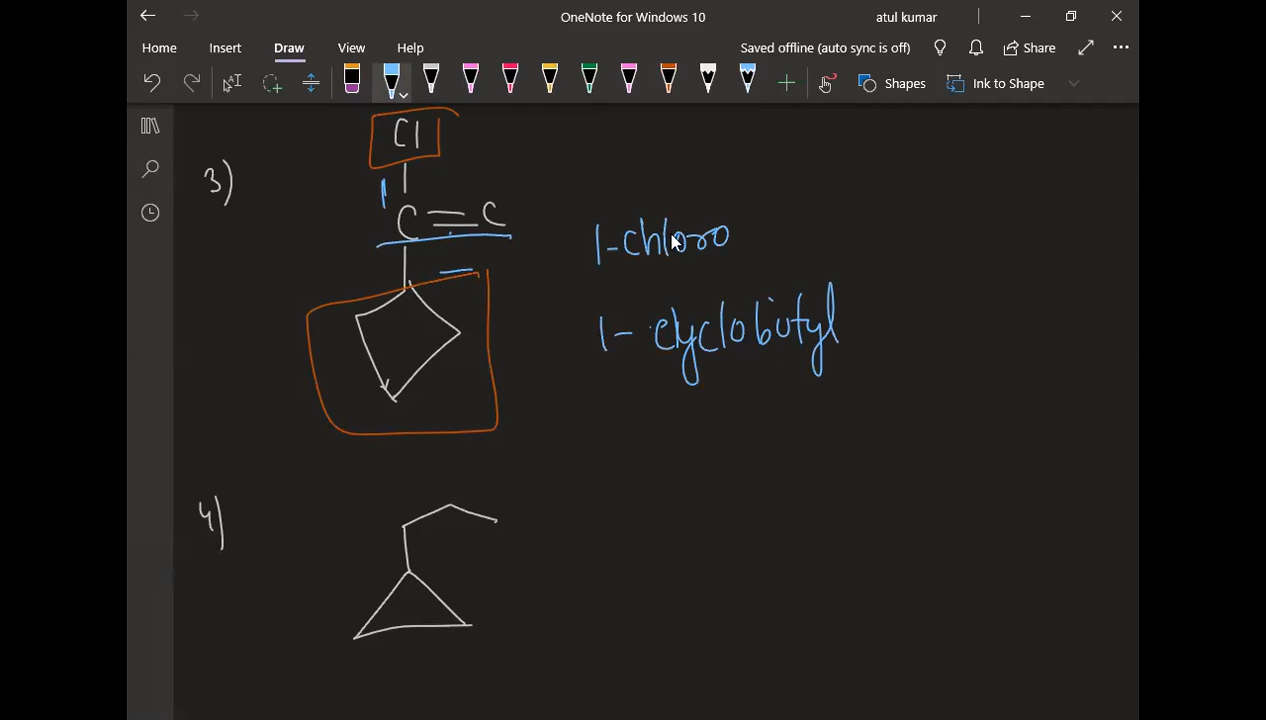 OneNote for Windows 10
atul kumar
Home Insert Draw View Help
Saved offline (auto sync is off)
Share
Shapes
Ink to Shape
Cl
3)
1
C = C
1-chloro
1- cyclobutyl
4)